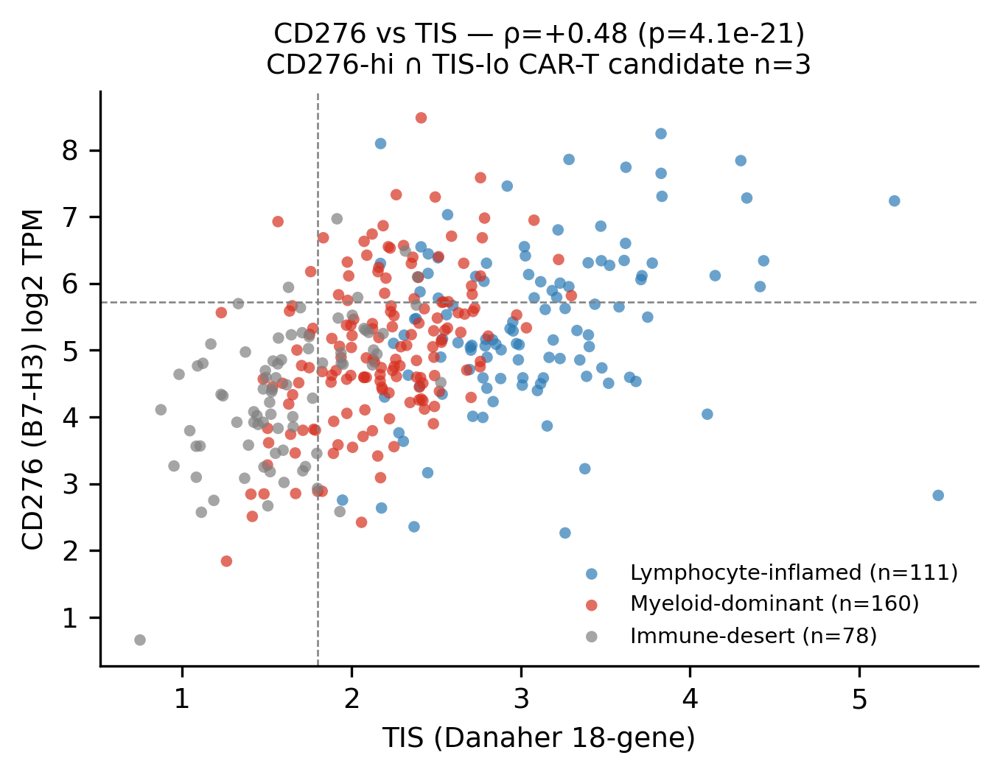 CD276 vs TIS — ρ=+0.48 (p=4.1e-21)
CD276-hi ∩ TIS-lo CAR-T candidate n=3
CD276 (B7-H3) log2 TPM
8
7
6
5
4
3
2
1
Lymphocyte-inflamed (n=111)
Myeloid-dominant (n=160)
Immune-desert (n=78)
1
2
3
4
5
TIS (Danaher 18-gene)